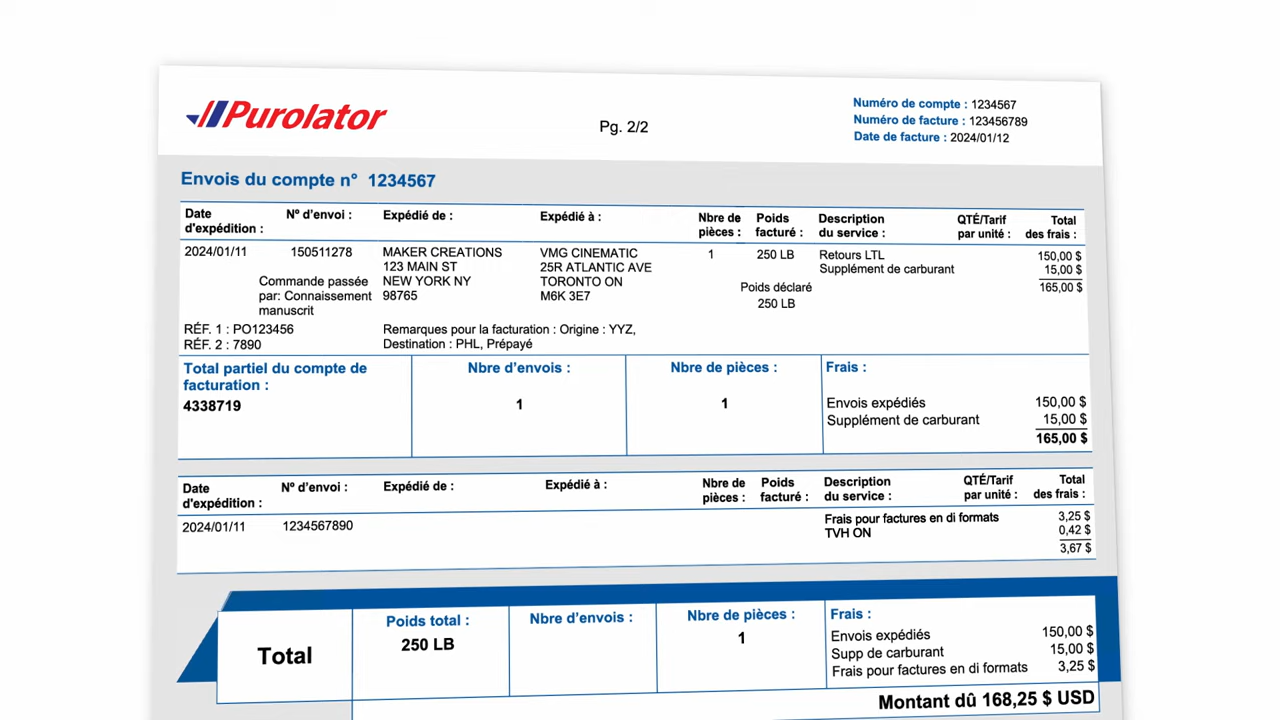 Purolator
Pg. 2/2
Numéro de compte : 1234567
Numéro de facture : 123456789
Date de facture : 2024/01/12
Envois du compte n° 1234567
Date d'expédition : Nº d'envoi : Expédié de : Expédié à : Nbre de pièces : Poids facturé : Description du service : QTÉ/Tarif par unité : Total des frais :
2024/01/11 150511278 MAKER CREATIONS VMG CINEMATIC 1 250 LB Retours LTL 150,00 $
123 MAIN ST 25R ATLANTIC AVE Supplément de carburant 15,00 $
Commande passée NEW YORK NY TORONTO ON Poids déclaré 165,00 $
par: Connaissement 98765 M6K 3E7 250 LB
manuscrit
RÉF. 1 : PO123456 Remarques pour la facturation : Origine : YYZ,
RÉF. 2 : 7890 Destination : PHL, Prépayé
Total partiel du compte de Nbre d'envois : Nbre de pièces : Frais :
facturation :
4338719 1 1 Envois expédiés 150,00 $
Supplément de carburant 15,00 $
165,00 $
Date d'expédition : Nº d'envoi : Expédié de : Expédié à : Nbre de pièces : Poids facturé : Description du service : QTÉ/Tarif par unité : Total des frais :
2024/01/11 1234567890 Frais pour factures en di formats 3,25 $
TVH ON 0,42 $
3,67 $
Total Poids total : Nbre d'envois : Nbre de pièces : Frais :
250 LB 1 Envois expédiés 150,00 $
Supp de carburant 15,00 $
Frais pour factures en di formats 3,25 $
Montant dû 168,25 $ USD